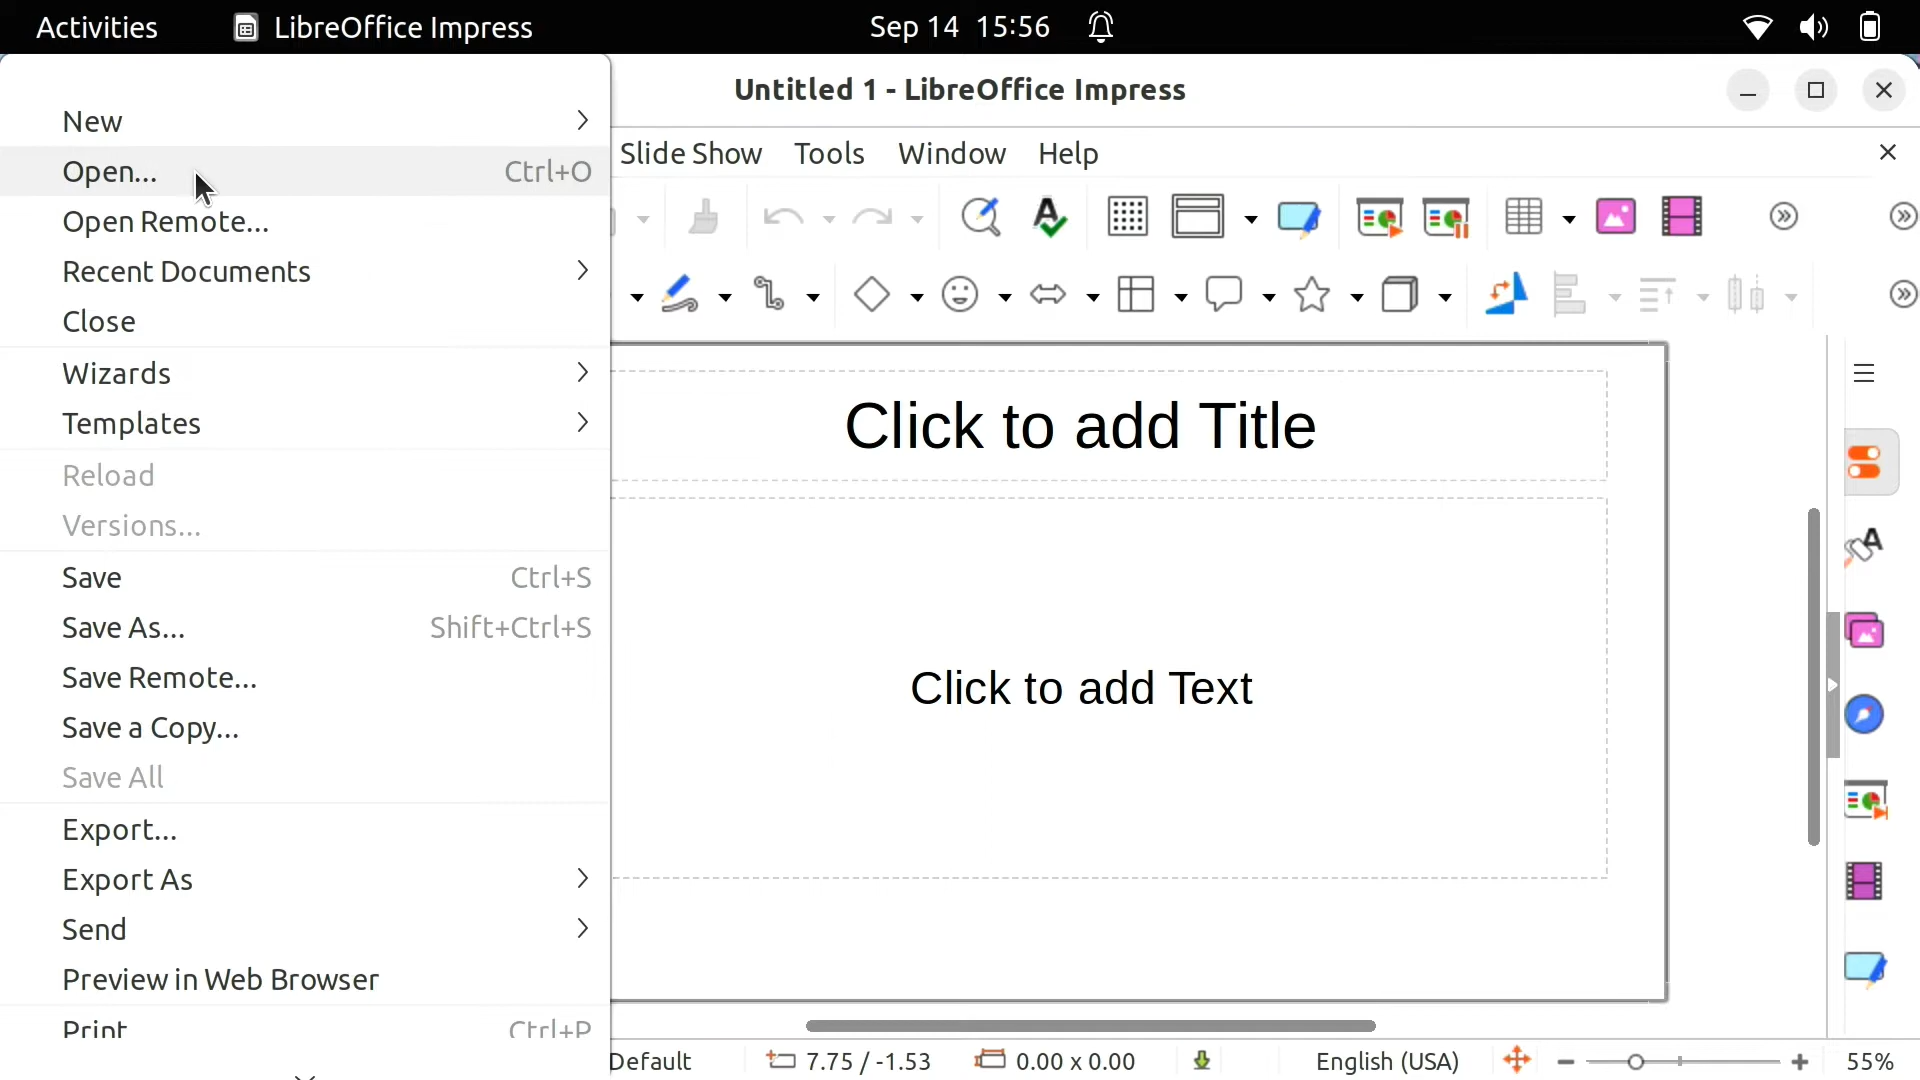 Activities LibreOffice Impress Sep 14 15:56
Untitled 1 - LibreOffice Impress
Slide Show Tools Window Help
New
Open... Ctrl+O
Open Remote...
Recent Documents
Close
Wizards
Templates
Reload
Versions...
Save Ctrl+S
Save As... Shift+Ctrl+S
Save Remote...
Save a Copy...
Save All
Export...
Export As
Send
Preview in Web Browser
Print Ctrl+P
Click to add Title
Click to add Text
Default 7.75 / -1.53 0.00 x 0.00 English (USA) 55%